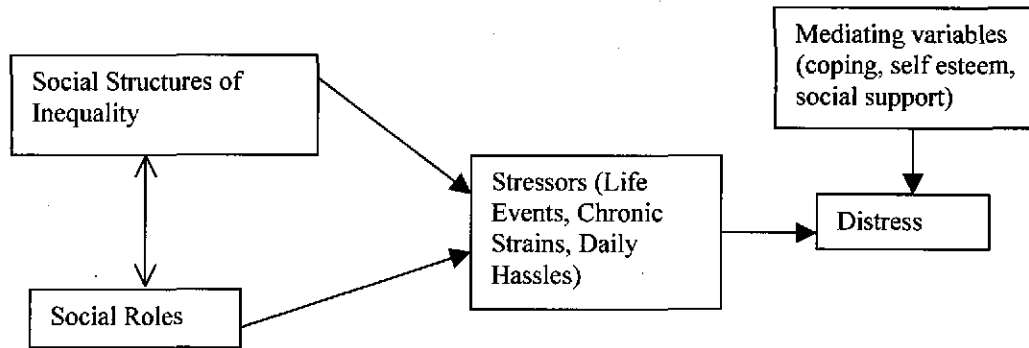 Social Structures of
Inequality
Mediating variables
(coping, self esteem,
social support)
Stressors (Life
Events, Chronic
Strains, Daily
Hassles)
Distress
Social Roles